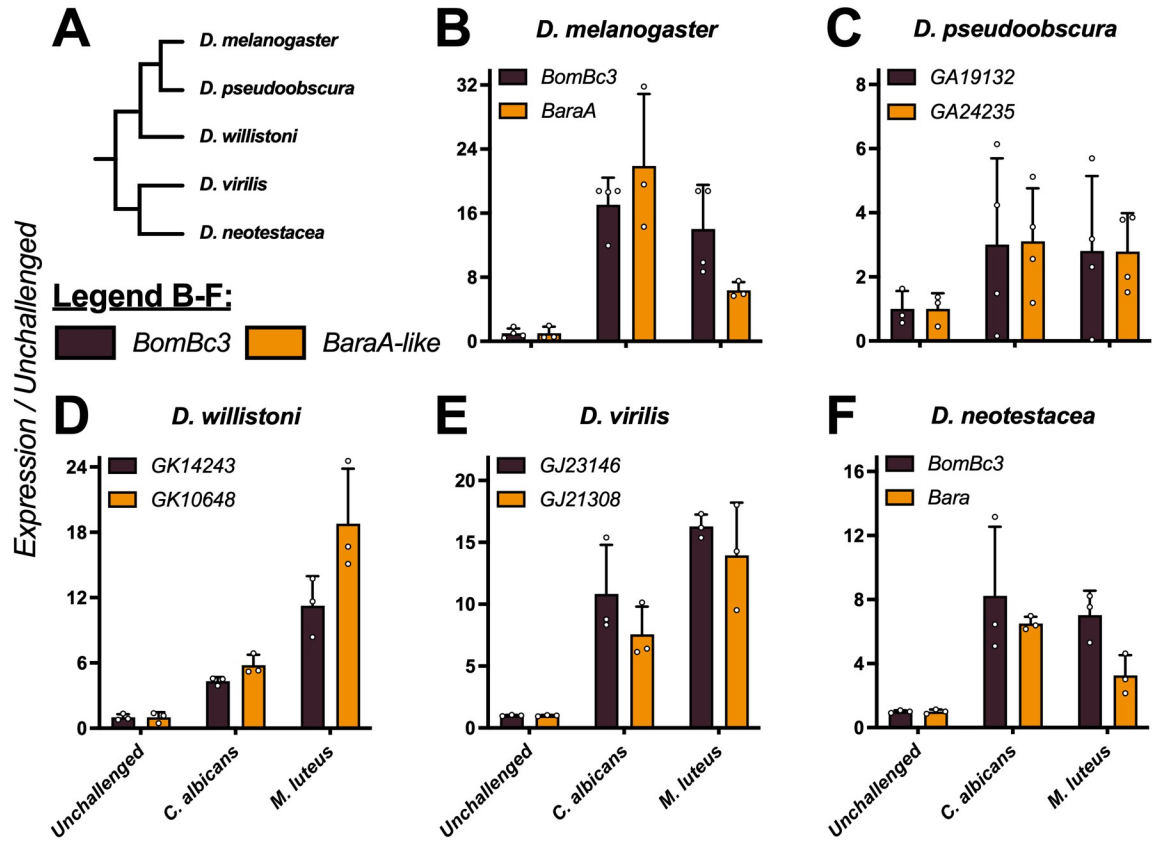 A
D. melanogaster
D. pseudoobscura
D. willistoni
D. virilis
D. neotestacea
Legend B-F:
BomBc3 BaraA-like
Expression / Unchallenged
B
D. melanogaster
BomBc3
BaraA
32
24
16
8
0
C
D. pseudoobscura
GA19132
GA24235
8
6
4
2
0
D
D. willistoni
GK14243
GK10648
24
18
12
6
0
Unchallenged
C. albicans
M. luteus
E
D. virilis
GJ23146
GJ21308
20
15
10
5
0
Unchallenged
C. albicans
M. luteus
F
D. neotestacea
BomBc3
Bara
16
12
8
4
0
Unchallenged
C. albicans
M. luteus